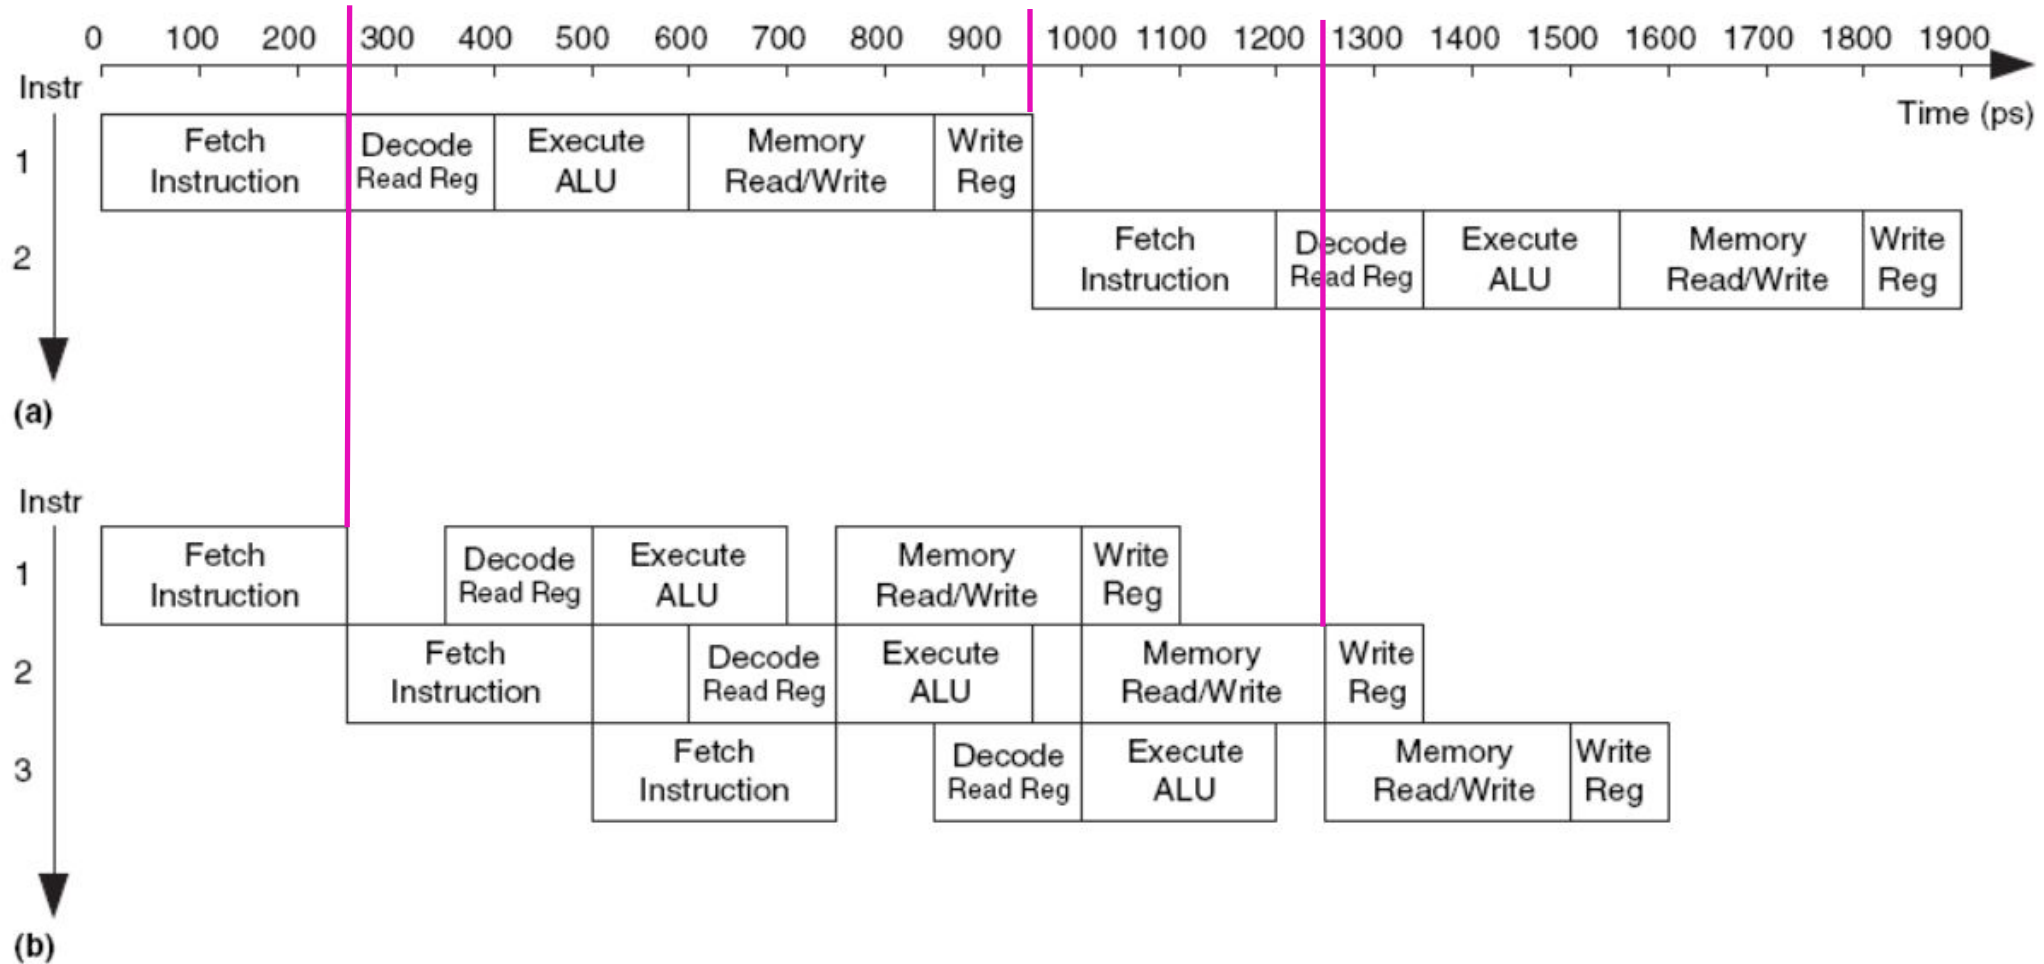 0 100 200 300 400 500 600 700 800 900 1000 1100 1200 1300 1400 1500 1600 1700 1800 1900
Instr
Time (ps)
1
Fetch
Instruction
Decode
Read Reg
Execute
ALU
Memory
Read/Write
Write
Reg
2
Fetch
Instruction
Decode
Read Reg
Execute
ALU
Memory
Read/Write
Write
Reg
(a)
Instr
1
Fetch
Instruction
Decode
Read Reg
Execute
ALU
Memory
Read/Write
Write
Reg
2
Fetch
Instruction
Decode
Read Reg
Execute
ALU
Memory
Read/Write
Write
Reg
3
Fetch
Instruction
Decode
Read Reg
Execute
ALU
Memory
Read/Write
Write
Reg
(b)